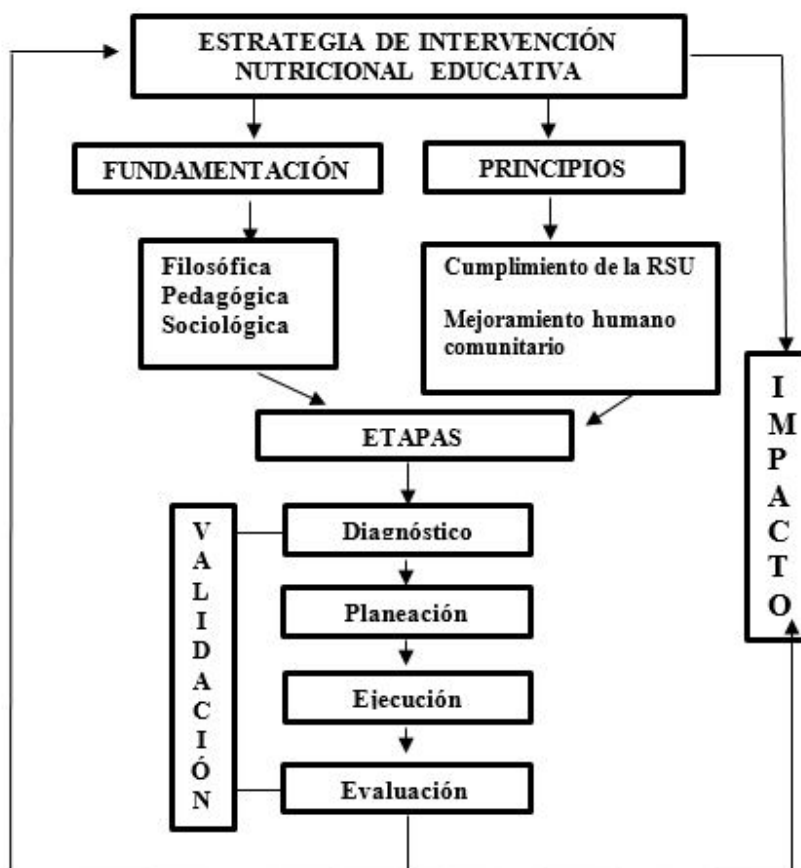 ESTRATEGIA DE INTERVENCIÓN
NUTRICIONAL EDUCATIVA
FUNDAMENTACIÓN
PRINCIPIOS
Filosófica
Pedagógica
Sociológica
Cumplimiento de la RSU
Mejoramiento humano
comunitario
IMPACTO
ETAPAS
VALIDACIÓN
Diagnóstico
Planeación
Ejecución
Evaluación